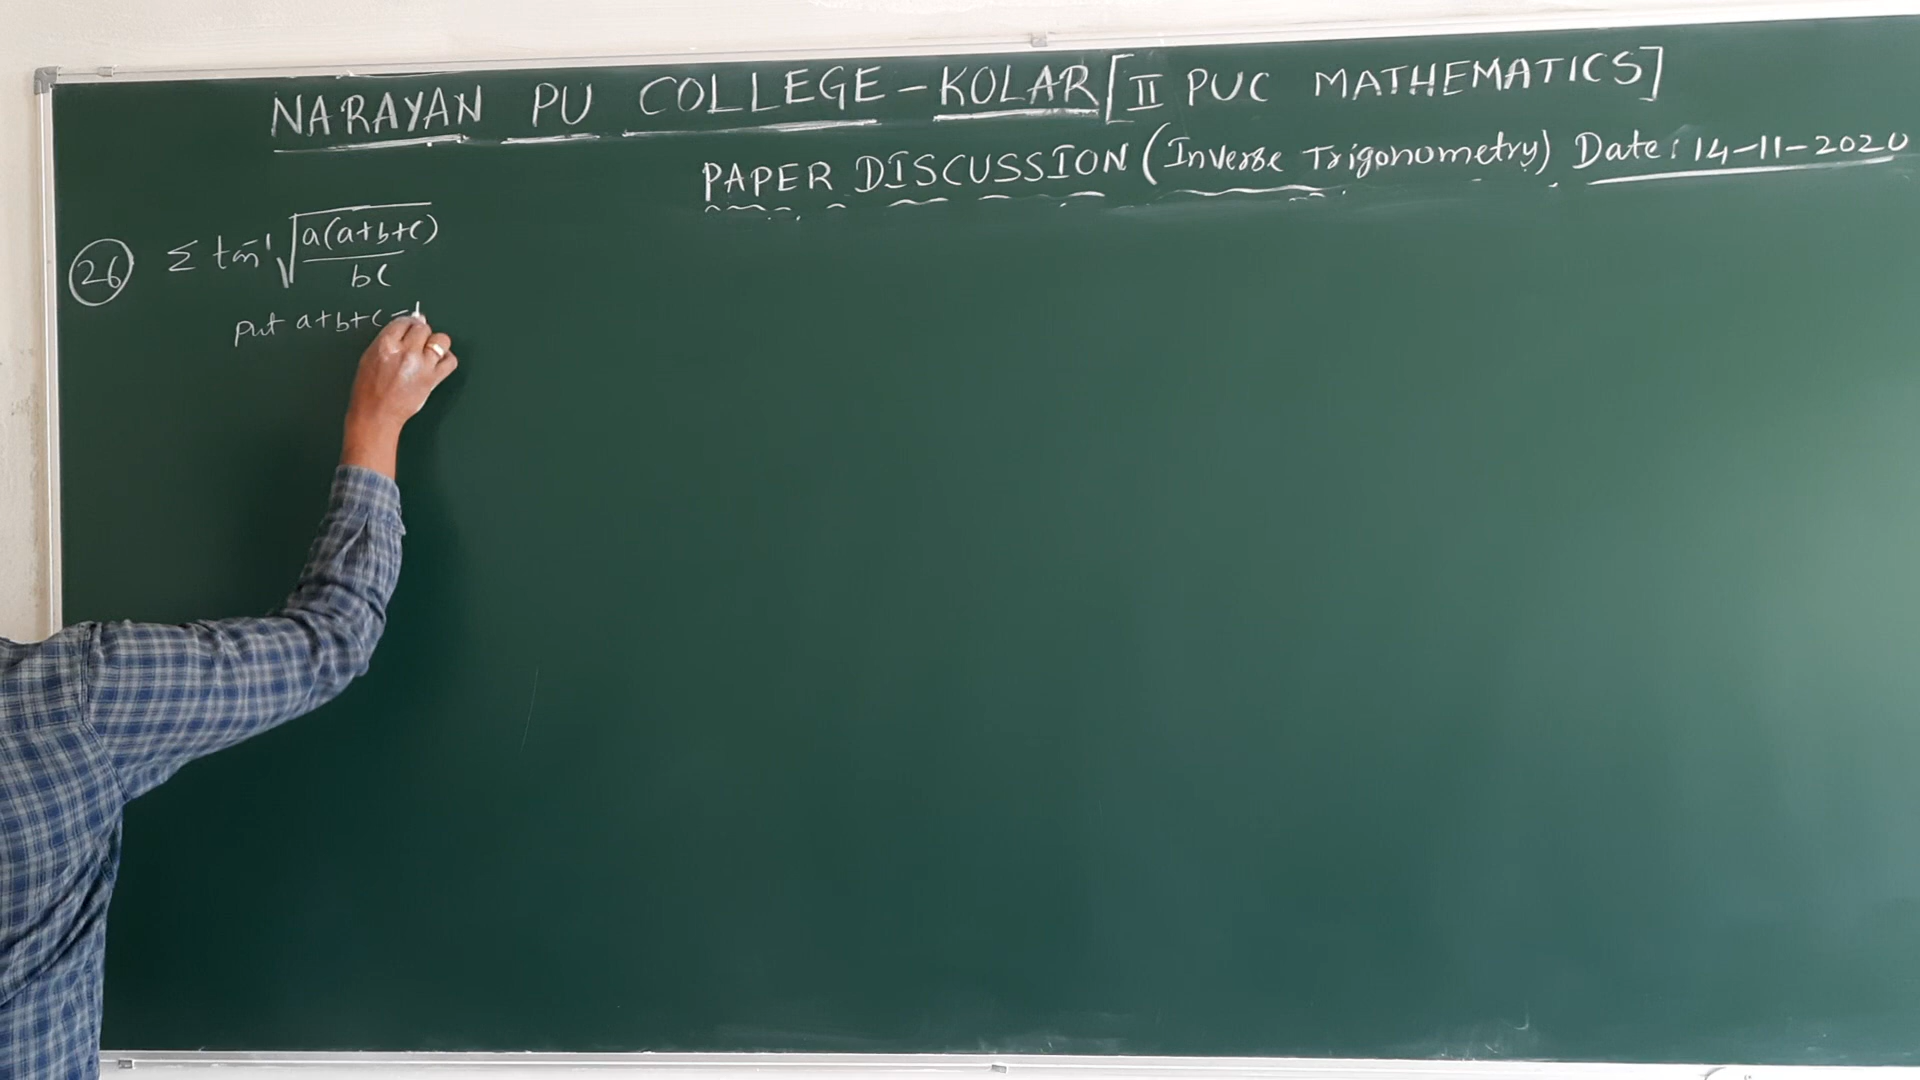 NARAYAN PU COLLEGE - KOLAR [II PUC MATHEMATICS]
PAPER DISCUSSION (Inverse Trigonometry) Date: 14-11-2020
26 Σ tan⁻¹ √(a(a+b+c)/bc)
Put a+b+c =